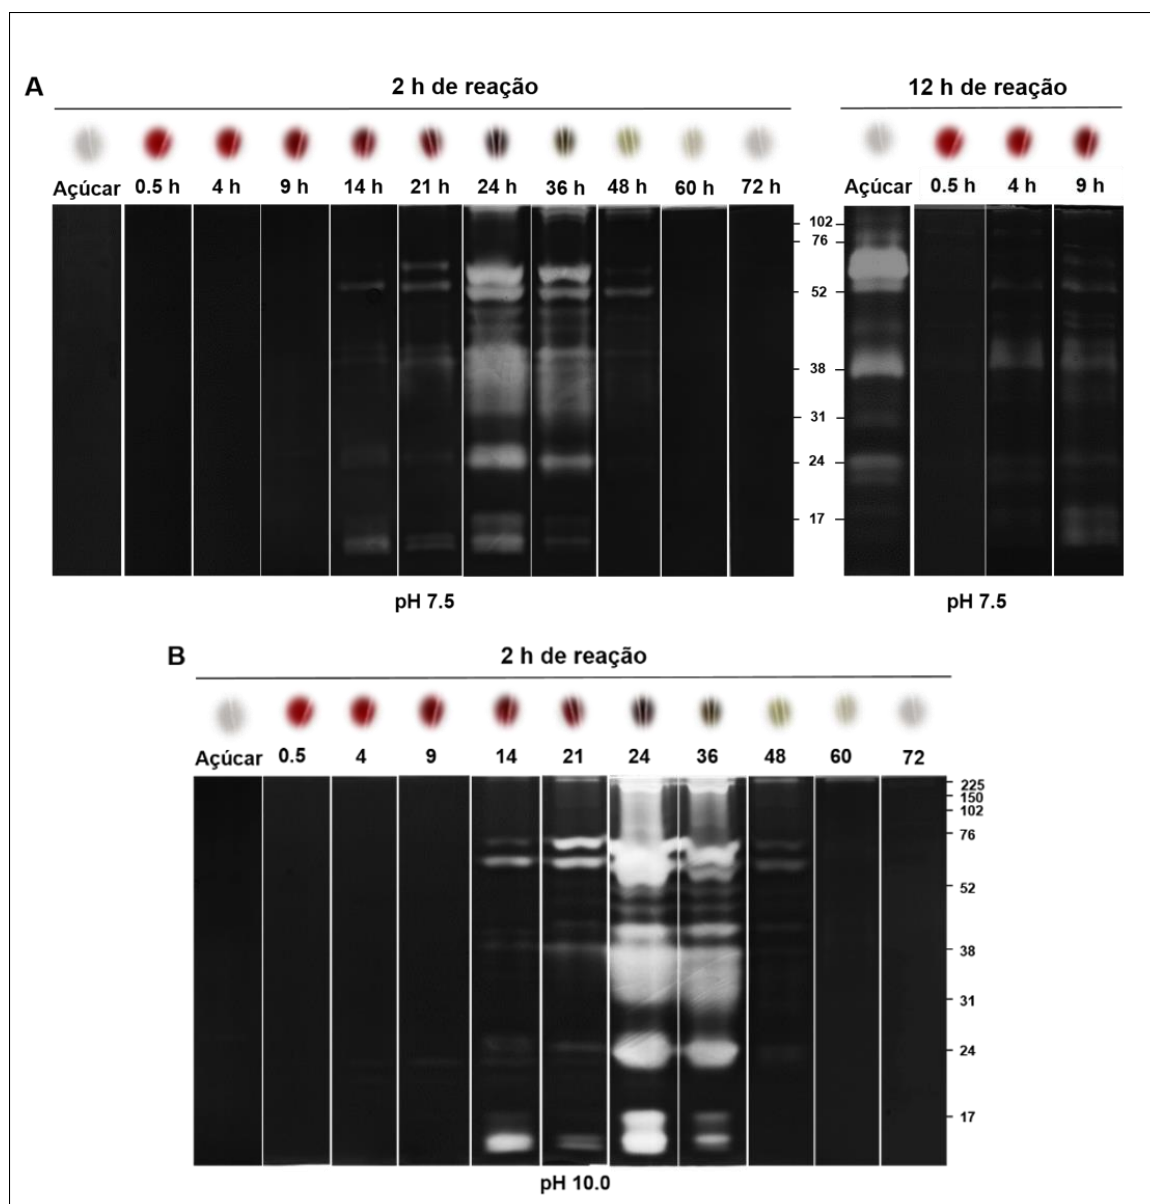 A
2 h de reação
12 h de reação
Açúcar 0.5 h 4 h 9 h 14 h 21 h 24 h 36 h 48 h 60 h 72 h
Açúcar 0.5 h 4 h 9 h
102
76
52
38
31
24
17
pH 7.5
pH 7.5
B
2 h de reação
Açúcar 0.5 4 9 14 21 24 36 48 60 72
225
150
102
76
52
38
31
24
17
pH 10.0